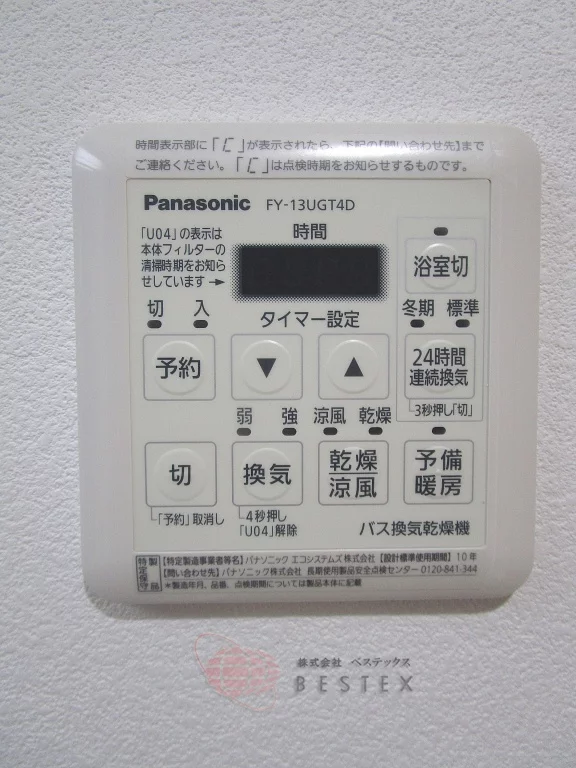 時間表示部に「 」が表示されたら、下記の【問い合わせ先】まで
ご連絡ください。「 」は点検時期をお知らせするものです。
Panasonic FY-13UGT4D
「U04」の表示は
本体フィルターの
清掃時期をお知ら
せしています→
時間
浴室切
切 入
タイマー設定
冬期 標準
予約
▼
▲
24時間
連続換気
3秒押し「切」
弱 強 涼風 乾燥
切
換気
乾燥
涼風
予備
暖房
「予約」取消し
4秒押し
「U04」解除
バス換気乾燥機
特定保守製品
【特定製造事業者等名】パナソニック エコシステムズ株式会社 【設計標準使用期間】10年
【問い合わせ先】パナソニック株式会社 長期使用製品安全点検センター 0120-841-344
*製造年月、品番、点検期間については製品本体に記載
株式会社 ベステックス
BESTEX